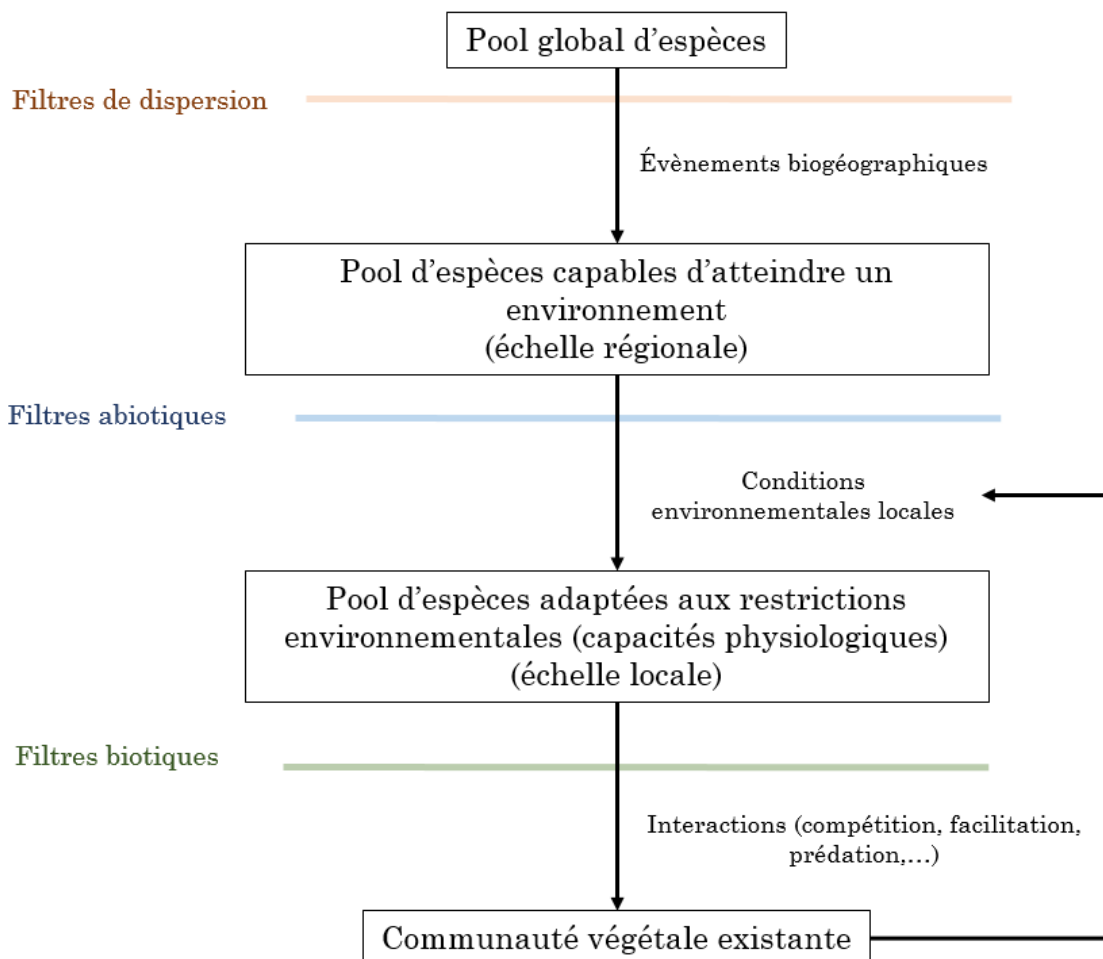 Pool global d’espèces
Filtres de dispersion
Évènements biogéographiques
Pool d’espèces capables d’atteindre un
environnement
(échelle régionale)
Filtres abiotiques
Conditions
environnementales locales
Pool d’espèces adaptées aux restrictions
environnementales (capacités physiologiques)
(échelle locale)
Filtres biotiques
Interactions (compétition, facilitation,
prédation,…)
Communauté végétale existante